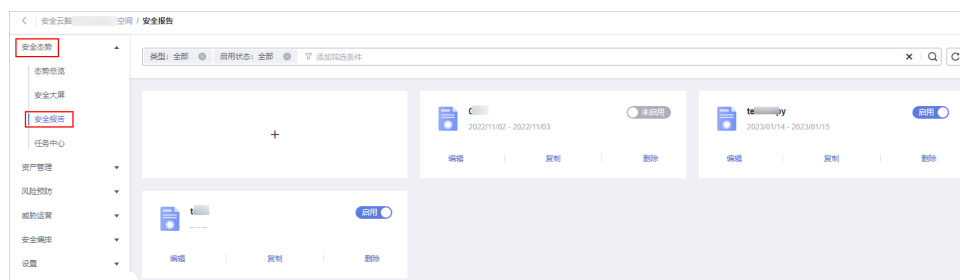 安全云脑 空间 / 安全报告
安全态势
态势总览
安全大屏
安全报告
任务中心
资产管理
风险预防
威胁运营
安全编排
设置
类型: 全部 启用状态: 全部 添加筛选条件
+
未启用
2022/11/02 - 2022/11/03
编辑 复制 删除
te py 启用
2023/01/14 - 2023/01/15
编辑 复制 删除
启用
-- - --
编辑 复制 删除